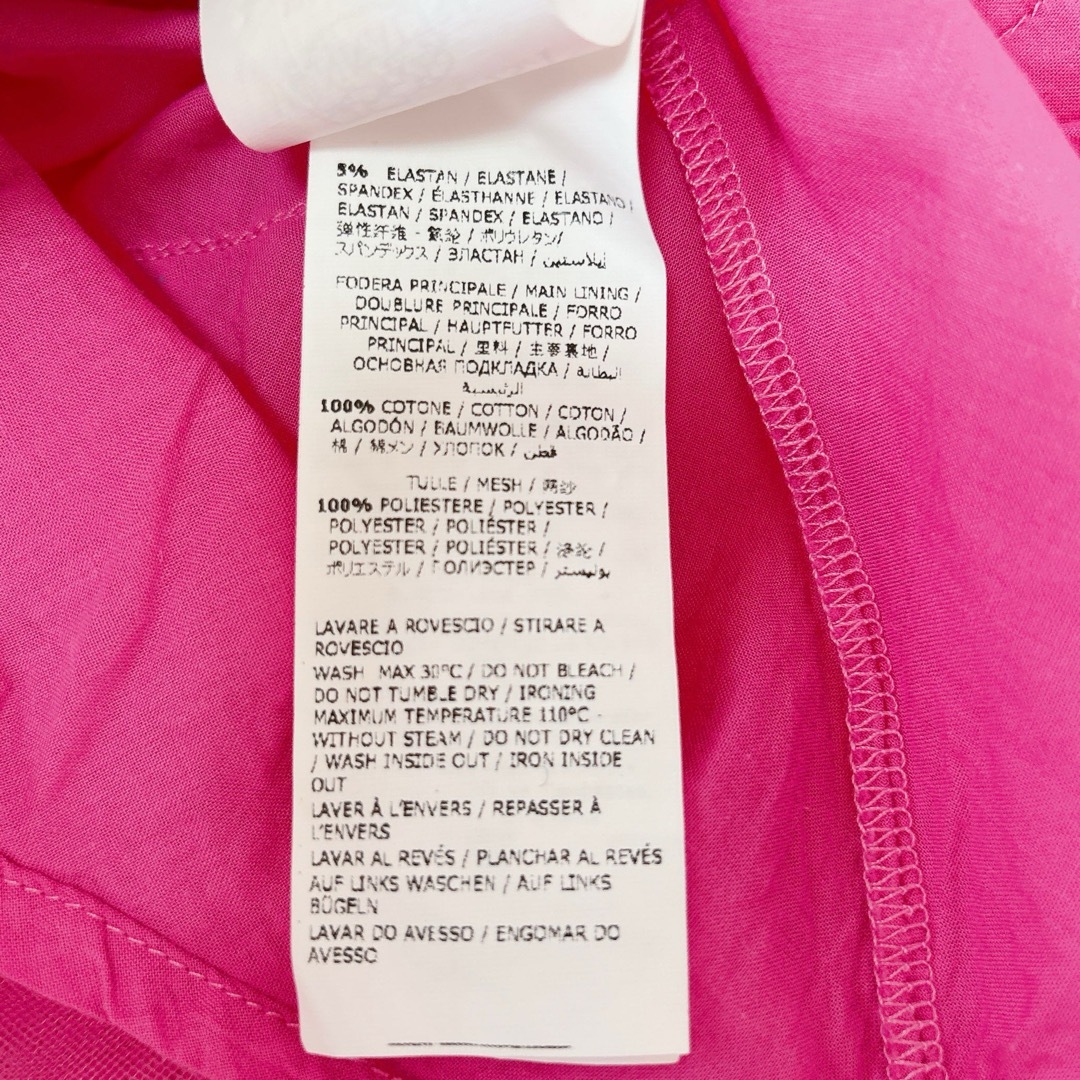 5% ELASTAN / ELASTANE /
SPANDEX / ÉLASTHANNE / ELASTANO /
ELASTAN / SPANDEX / ELASTANO /
弹性纤维 - 氨纶 / ポリウレタン/
スパンデックス / ЭЛАСТАН / إيلاستين
FODERA PRINCIPALE / MAIN LINING /
DOUBLURE PRINCIPALE / FORRO
PRINCIPAL / HAUPTFUTTER / FORRO
PRINCIPAL / 里料 / 主要裏地 /
ОСНОВНАЯ ПОДКЛАДКА / البطانة
الرئيسية
100% COTONE / COTTON / COTON /
ALGODÓN / BAUMWOLLE / ALGODÃO /
棉 / 綿メン / ХЛОПОК / قطن
TULLE / MESH / 网纱
100% POLIESTERE / POLYESTER /
POLYESTER / POLIÉSTER /
POLYESTER / POLIÉSTER / 涤纶 /
ポリエステル / ПОЛИЭСТЕР / بوليستر
LAVARE A ROVESCIO / STIRARE A
ROVESCIO
WASH MAX 30°C / DO NOT BLEACH /
DO NOT TUMBLE DRY / IRONING
MAXIMUM TEMPERATURE 110°C -
WITHOUT STEAM / DO NOT DRY CLEAN
/ WASH INSIDE OUT / IRON INSIDE
OUT
LAVER À L'ENVERS / REPASSER À
L'ENVERS
LAVAR AL REVÉS / PLANCHAR AL REVÉS
AUF LINKS WASCHEN / AUF LINKS
BÜGELN
LAVAR DO AVESSO / ENGOMAR DO
AVESSO